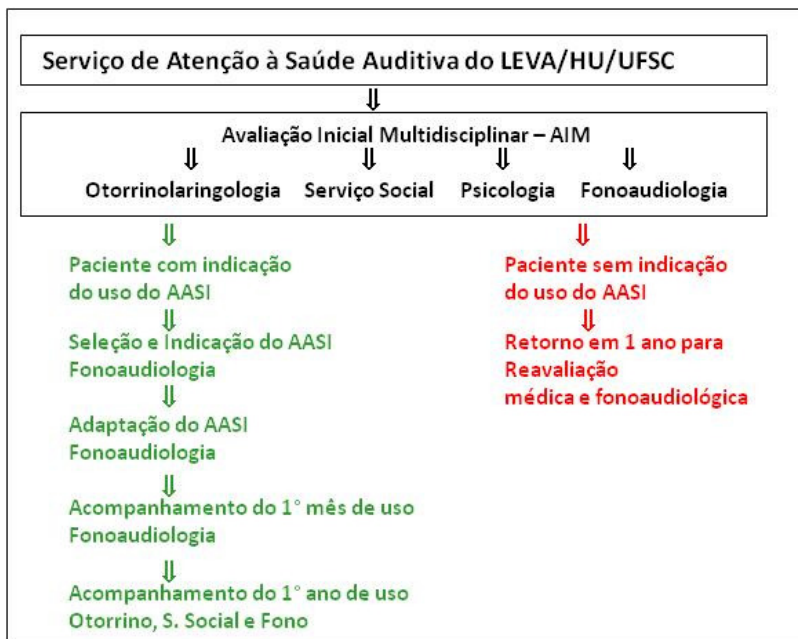 Serviço de Atenção à Saúde Auditiva do LEVA/HU/UFSC
Avaliação Inicial Multidisciplinar – AIM
Otorrinolaringologia Serviço Social Psicologia Fonoaudiologia
Paciente com indicação
do uso do AASI
Seleção e Indicação do AASI
Fonoaudiologia
Adaptação do AASI
Fonoaudiologia
Acompanhamento do 1° mês de uso
Fonoaudiologia
Acompanhamento do 1° ano de uso
Otorrino, S. Social e Fono
Paciente sem indicação
do uso do AASI
Retorno em 1 ano para
Reavaliação
médica e fonoaudiológica